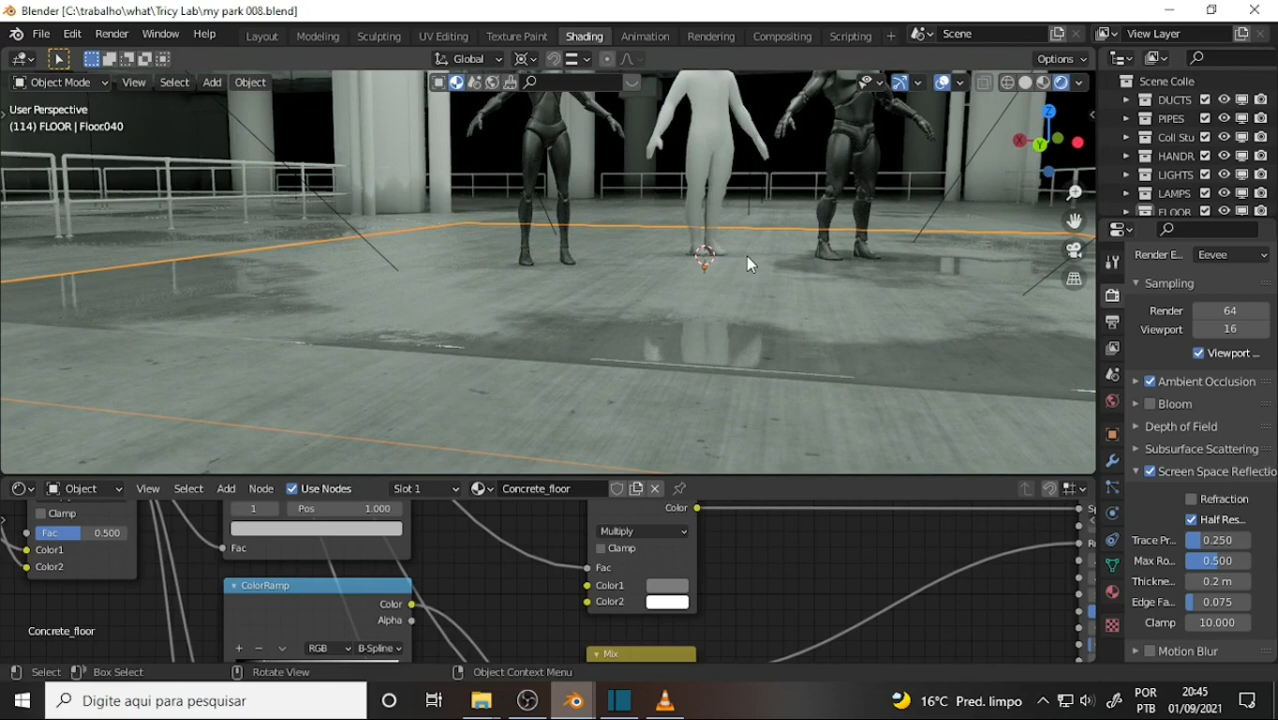 Blender [C:\trabalho\what\Tricy Lab\my park 008.blend]
File Edit Render Window Help
Layout Modeling Sculpting UV Editing Texture Paint Shading Animation Rendering Compositing Scripting
Scene
View Layer
Global
Options
Object Mode View Select Add Object
User Perspective
(114) FLOOR | Floor.040
X
Y
Z
Scene Colle
DUCTS
PIPES
Coll Stu
HANDR
LIGHTS
LAMPS
FLOOR
Render E...
Eevee
Sampling
Render 64
Viewport 16
Viewport ...
Ambient Occlusion
Bloom
Depth of Field
Subsurface Scattering
Screen Space Reflectio
Refraction
Half Res...
Trace Pr... 0.250
Max Ro... 0.500
Thickne... 0.2 m
Edge Fa... 0.075
Clamp 10.000
Motion Blur
Object View Select Add Node Use Nodes Slot 1 Concrete_floor
Clamp
Fac 0.500
Color1
Color2
1 Pos 1.000
Fac
ColorRamp
Color
Alpha
RGB B-Spline
Color
Multiply
Clamp
Fac
Color1
Color2
Mix
Concrete_floor
Select Box Select Rotate View Object Context Menu
Digite aqui para pesquisar
16°C Pred. limpo
POR
PTB
20:45
01/09/2021